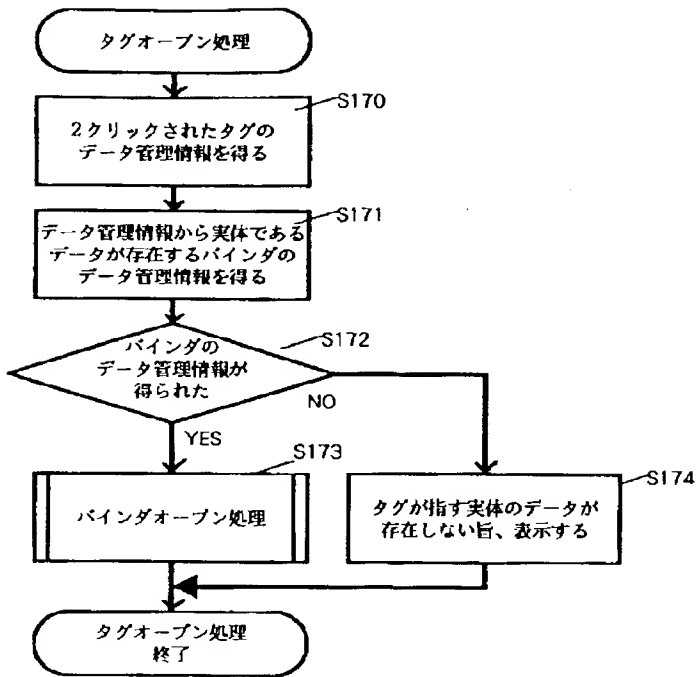 タグオープン処理
S170
2クリックされたタグの
データ管理情報を得る
S171
データ管理情報から実体である
データが存在するバインダの
データ管理情報を得る
S172
バインダの
データ管理情報が
得られた
NO
YES
S173
バインダオープン処理
S174
タグが指す実体のデータが
存在しない旨、表示する
タグオープン処理
終了